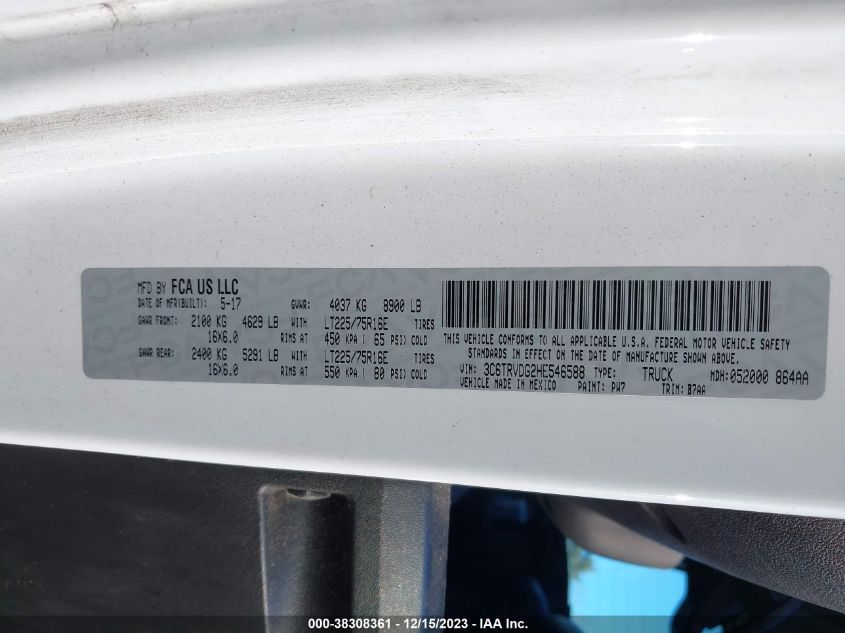 MFD BY FCA US LLC
DATE OF MFR(BUILT): 5-17 GVWR: 4037 KG 8900 LB
GAWR FRONT: 2100 KG 4629 LB WITH LT225/75R16E TIRES
16X6.0 RIMS AT 450 KPA( 65 PSI) COLD
GAWR REAR: 2400 KG 5291 LB WITH LT225/75R16E TIRES
16X6.0 RIMS AT 550 KPA( 80 PSI) COLD
THIS VEHICLE CONFORMS TO ALL APPLICABLE U.S.A. FEDERAL MOTOR VEHICLE SAFETY
STANDARDS IN EFFECT ON THE DATE OF MANUFACTURE SHOWN ABOVE.
VIN: 3C6TRVDG2HE546588 TYPE: TRUCK MDH:052000 864AA
VEHICLE MADE IN MEXICO PAINT: PW7 TRIM: B7AA
000-38308361 - 12/15/2023 - IAA Inc.